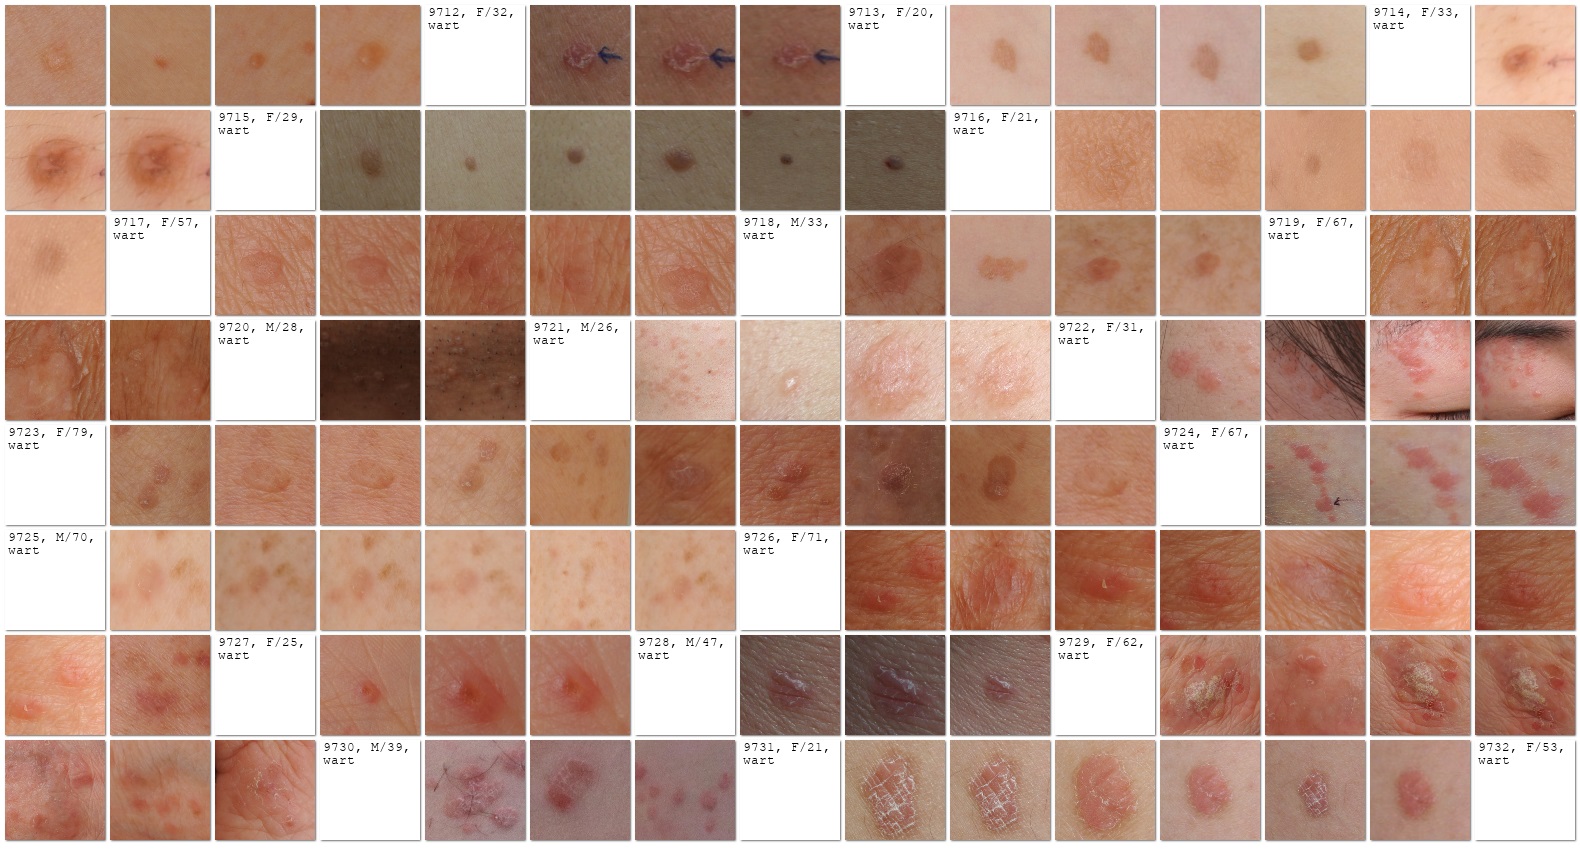 9712, F/32,
wart
9713, F/20,
wart
9714, F/33,
wart
9715, F/29,
wart
9716, F/21,
wart
9717, F/57,
wart
9718, M/33,
wart
9719, F/67,
wart
9720, M/28,
wart
9721, M/26,
wart
9722, F/31,
wart
9723, F/79,
wart
9724, F/67,
wart
9725, M/70,
wart
9726, F/71,
wart
9727, F/25,
wart
9728, M/47,
wart
9729, F/62,
wart
9730, M/39,
wart
9731, F/21,
wart
9732, F/53,
wart